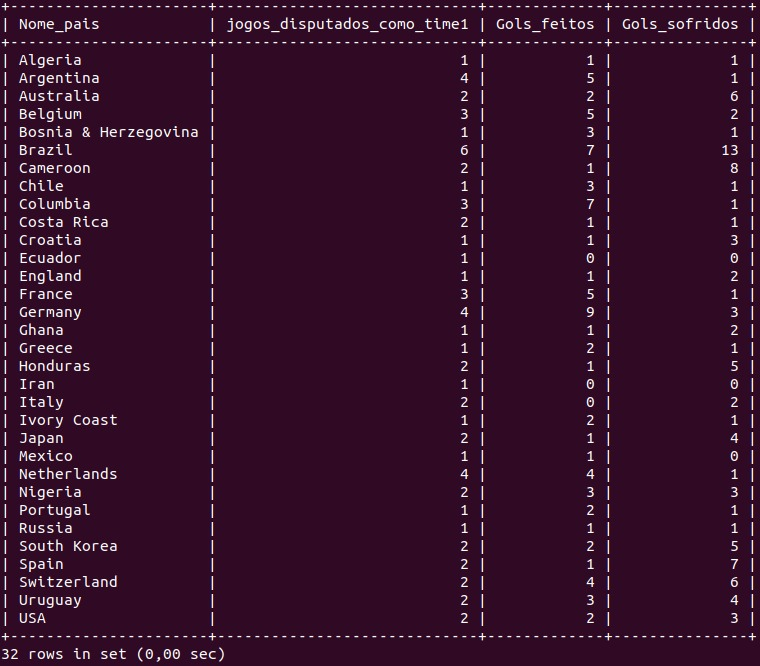 +----------------------+----------------------------+-------------+---------------+
| Nome_pais            | jogos_disputados_como_time1 | Gols_feitos | Gols_sofridos |
+----------------------+----------------------------+-------------+---------------+
| Algeria              |                           1 |           1 |             1 |
| Argentina            |                           4 |           5 |             1 |
| Australia            |                           2 |           2 |             6 |
| Belgium              |                           3 |           5 |             2 |
| Bosnia & Herzegovina |                           1 |           3 |             1 |
| Brazil               |                           6 |           7 |            13 |
| Cameroon             |                           2 |           1 |             8 |
| Chile                |                           1 |           3 |             1 |
| Columbia             |                           3 |           7 |             1 |
| Costa Rica           |                           2 |           1 |             1 |
| Croatia              |                           1 |           1 |             3 |
| Ecuador              |                           1 |           0 |             0 |
| England              |                           1 |           1 |             2 |
| France               |                           3 |           5 |             1 |
| Germany              |                           4 |           9 |             3 |
| Ghana                |                           1 |           1 |             2 |
| Greece               |                           1 |           2 |             1 |
| Honduras             |                           2 |           1 |             5 |
| Iran                 |                           1 |           0 |             0 |
| Italy                |                           2 |           0 |             2 |
| Ivory Coast          |                           1 |           2 |             1 |
| Japan                |                           2 |           1 |             4 |
| Mexico               |                           1 |           1 |             0 |
| Netherlands          |                           4 |           4 |             1 |
| Nigeria              |                           2 |           3 |             3 |
| Portugal             |                           1 |           2 |             1 |
| Russia               |                           1 |           1 |             1 |
| South Korea          |                           2 |           2 |             5 |
| Spain                |                           2 |           1 |             7 |
| Switzerland          |                           2 |           4 |             6 |
| Uruguay              |                           2 |           3 |             4 |
| USA                  |                           2 |           2 |             3 |
+----------------------+----------------------------+-------------+---------------+
32 rows in set (0,00 sec)